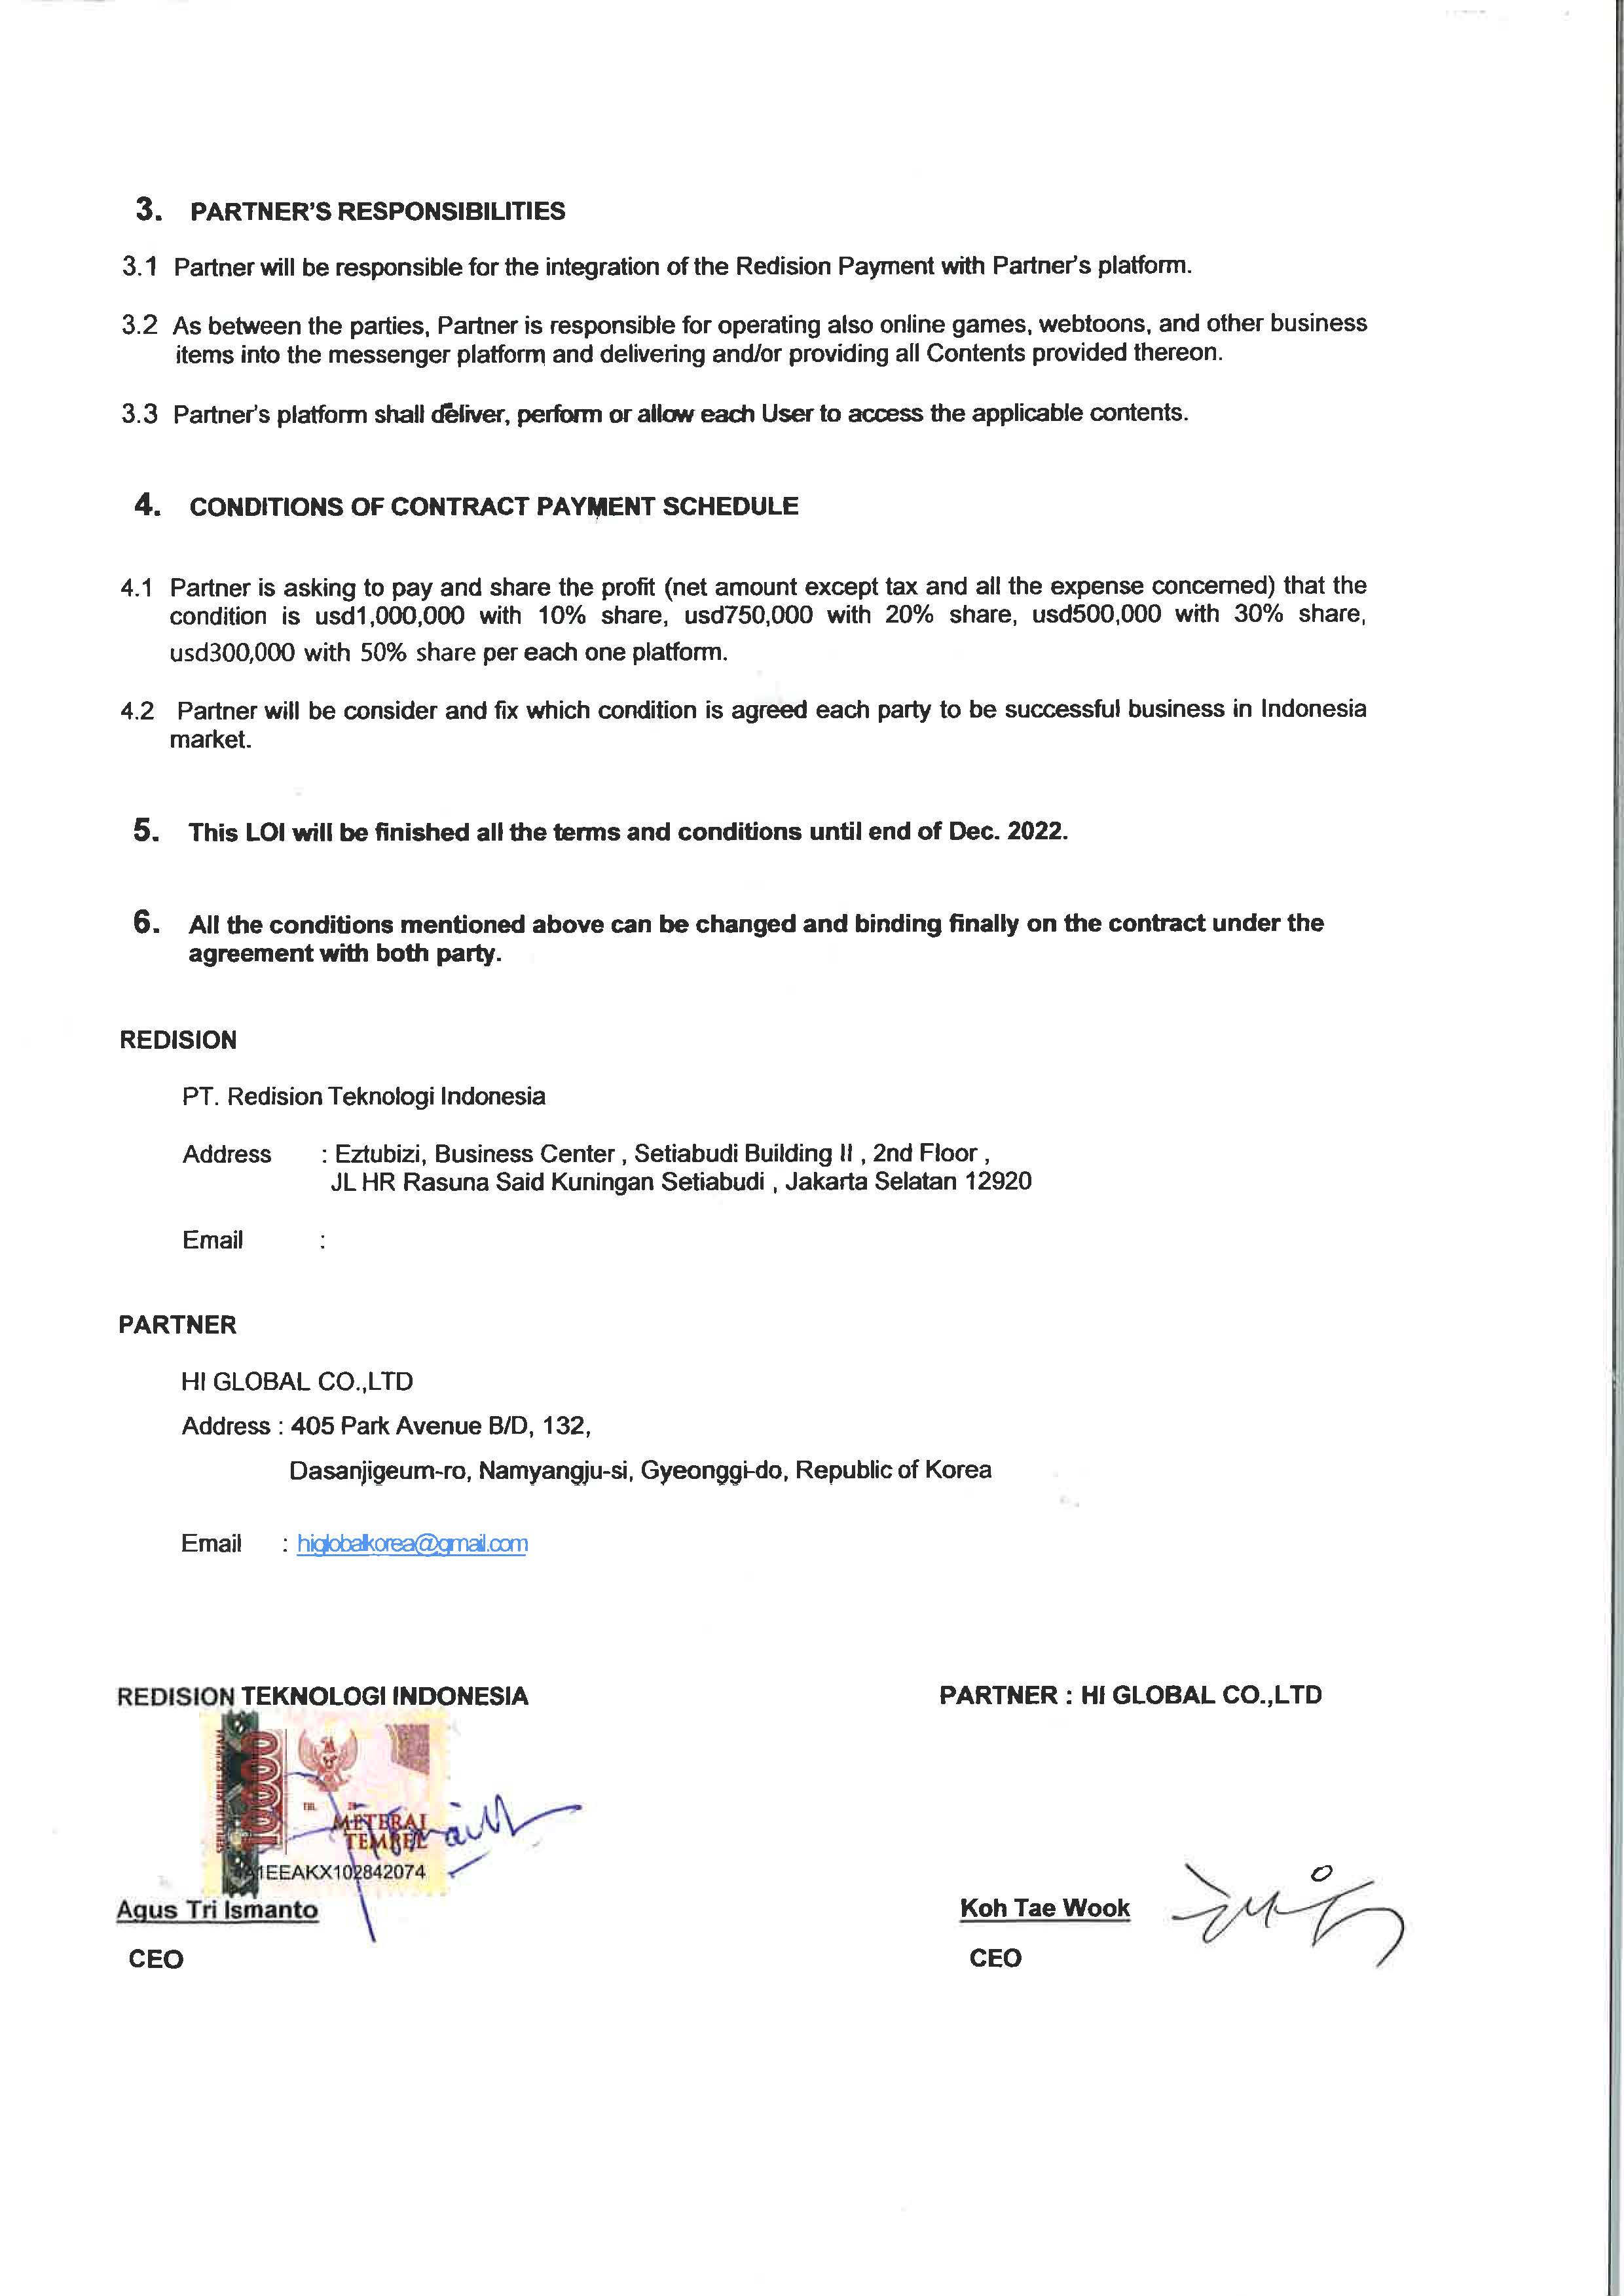 3. PARTNER'S RESPONSIBILITIES
3.1 Partner will be responsible for the integration of the Redision Payment with Partner's platform.
3.2 As between the parties, Partner is responsible for operating also online games, webtoons, and other business
items into the messenger platform and delivering and/or providing all Contents provided thereon.
3.3 Partner's platform shall deliver, perform or allow each User to access the applicable contents.
4. CONDITIONS OF CONTRACT PAYMENT SCHEDULE
4.1 Partner is asking to pay and share the profit (net amount except tax and all the expense concerned) that the
condition is usd1,000,000 with 10% share, usd750,000 with 20% share, usd500,000 with 30% share,
usd300,000 with 50% share per each one platform.
4.2 Partner will be consider and fix which condition is agreed each party to be successful business in Indonesia
market.
5. This LOI will be finished all the terms and conditions until end of Dec. 2022.
6. All the conditions mentioned above can be changed and binding finally on the contract under the
agreement with both party.
REDISION
PT. Redision Teknologi Indonesia
Address : Eztubizi, Business Center , Setiabudi Building II , 2nd Floor ,
JL HR Rasuna Said Kuningan Setiabudi , Jakarta Selatan 12920
Email :
PARTNER
HI GLOBAL CO.,LTD
Address : 405 Park Avenue B/D, 132,
Dasanjigeum-ro, Namyangju-si, Gyeonggi-do, Republic of Korea
Email : higlobalkorea@gmail.com
REDISION TEKNOLOGI INDONESIA
PARTNER : HI GLOBAL CO.,LTD
10000
TGL.
METERAI
TEMPEL
1EEAKX102842074
Agus Tri Ismanto
Koh Tae Wook
CEO
CEO